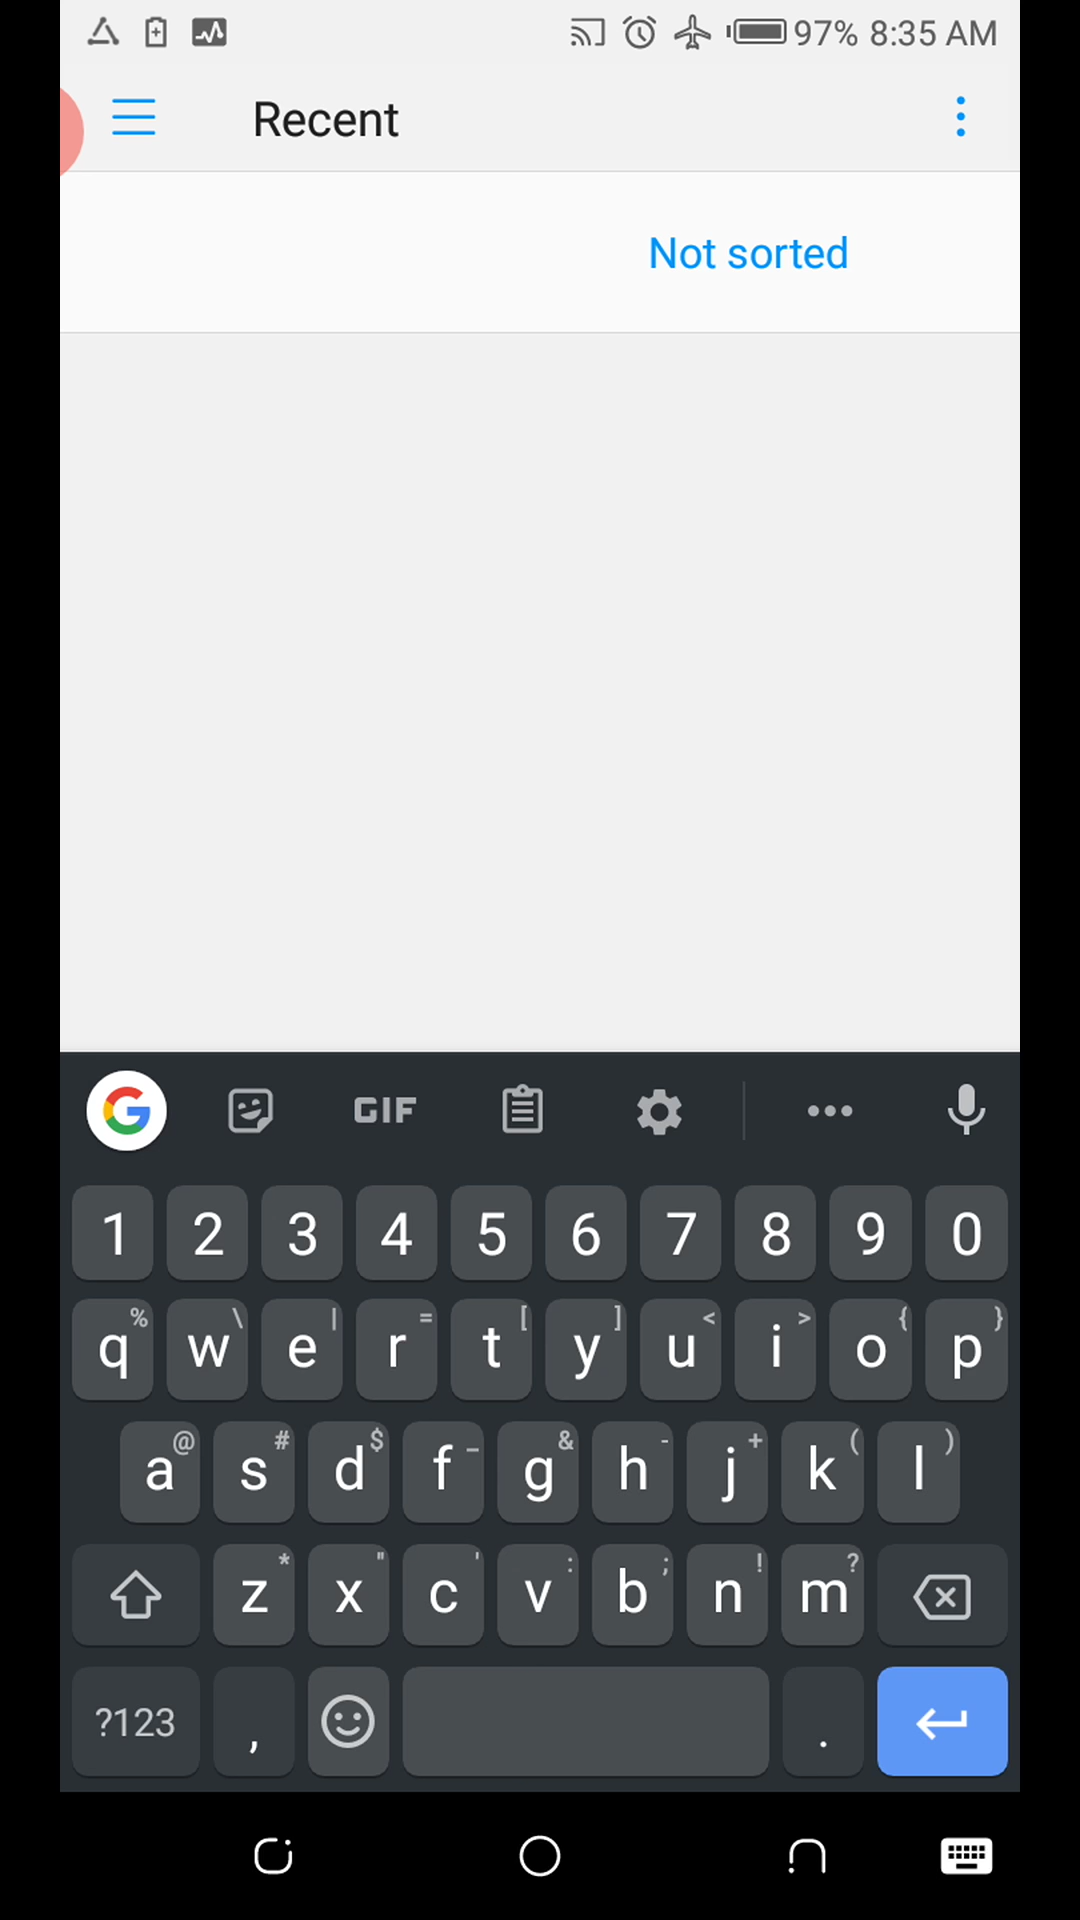 97% 8:35 AM
Recent
Not sorted
G GIF
1 2 3 4 5 6 7 8 9 0
% \ | = [ ] < > { }
q w e r t y u i o p
@ # $ _ & - + ( )
a s d f g h j k l
* " ' : ; ! ?
z x c v b n m
?123 , .